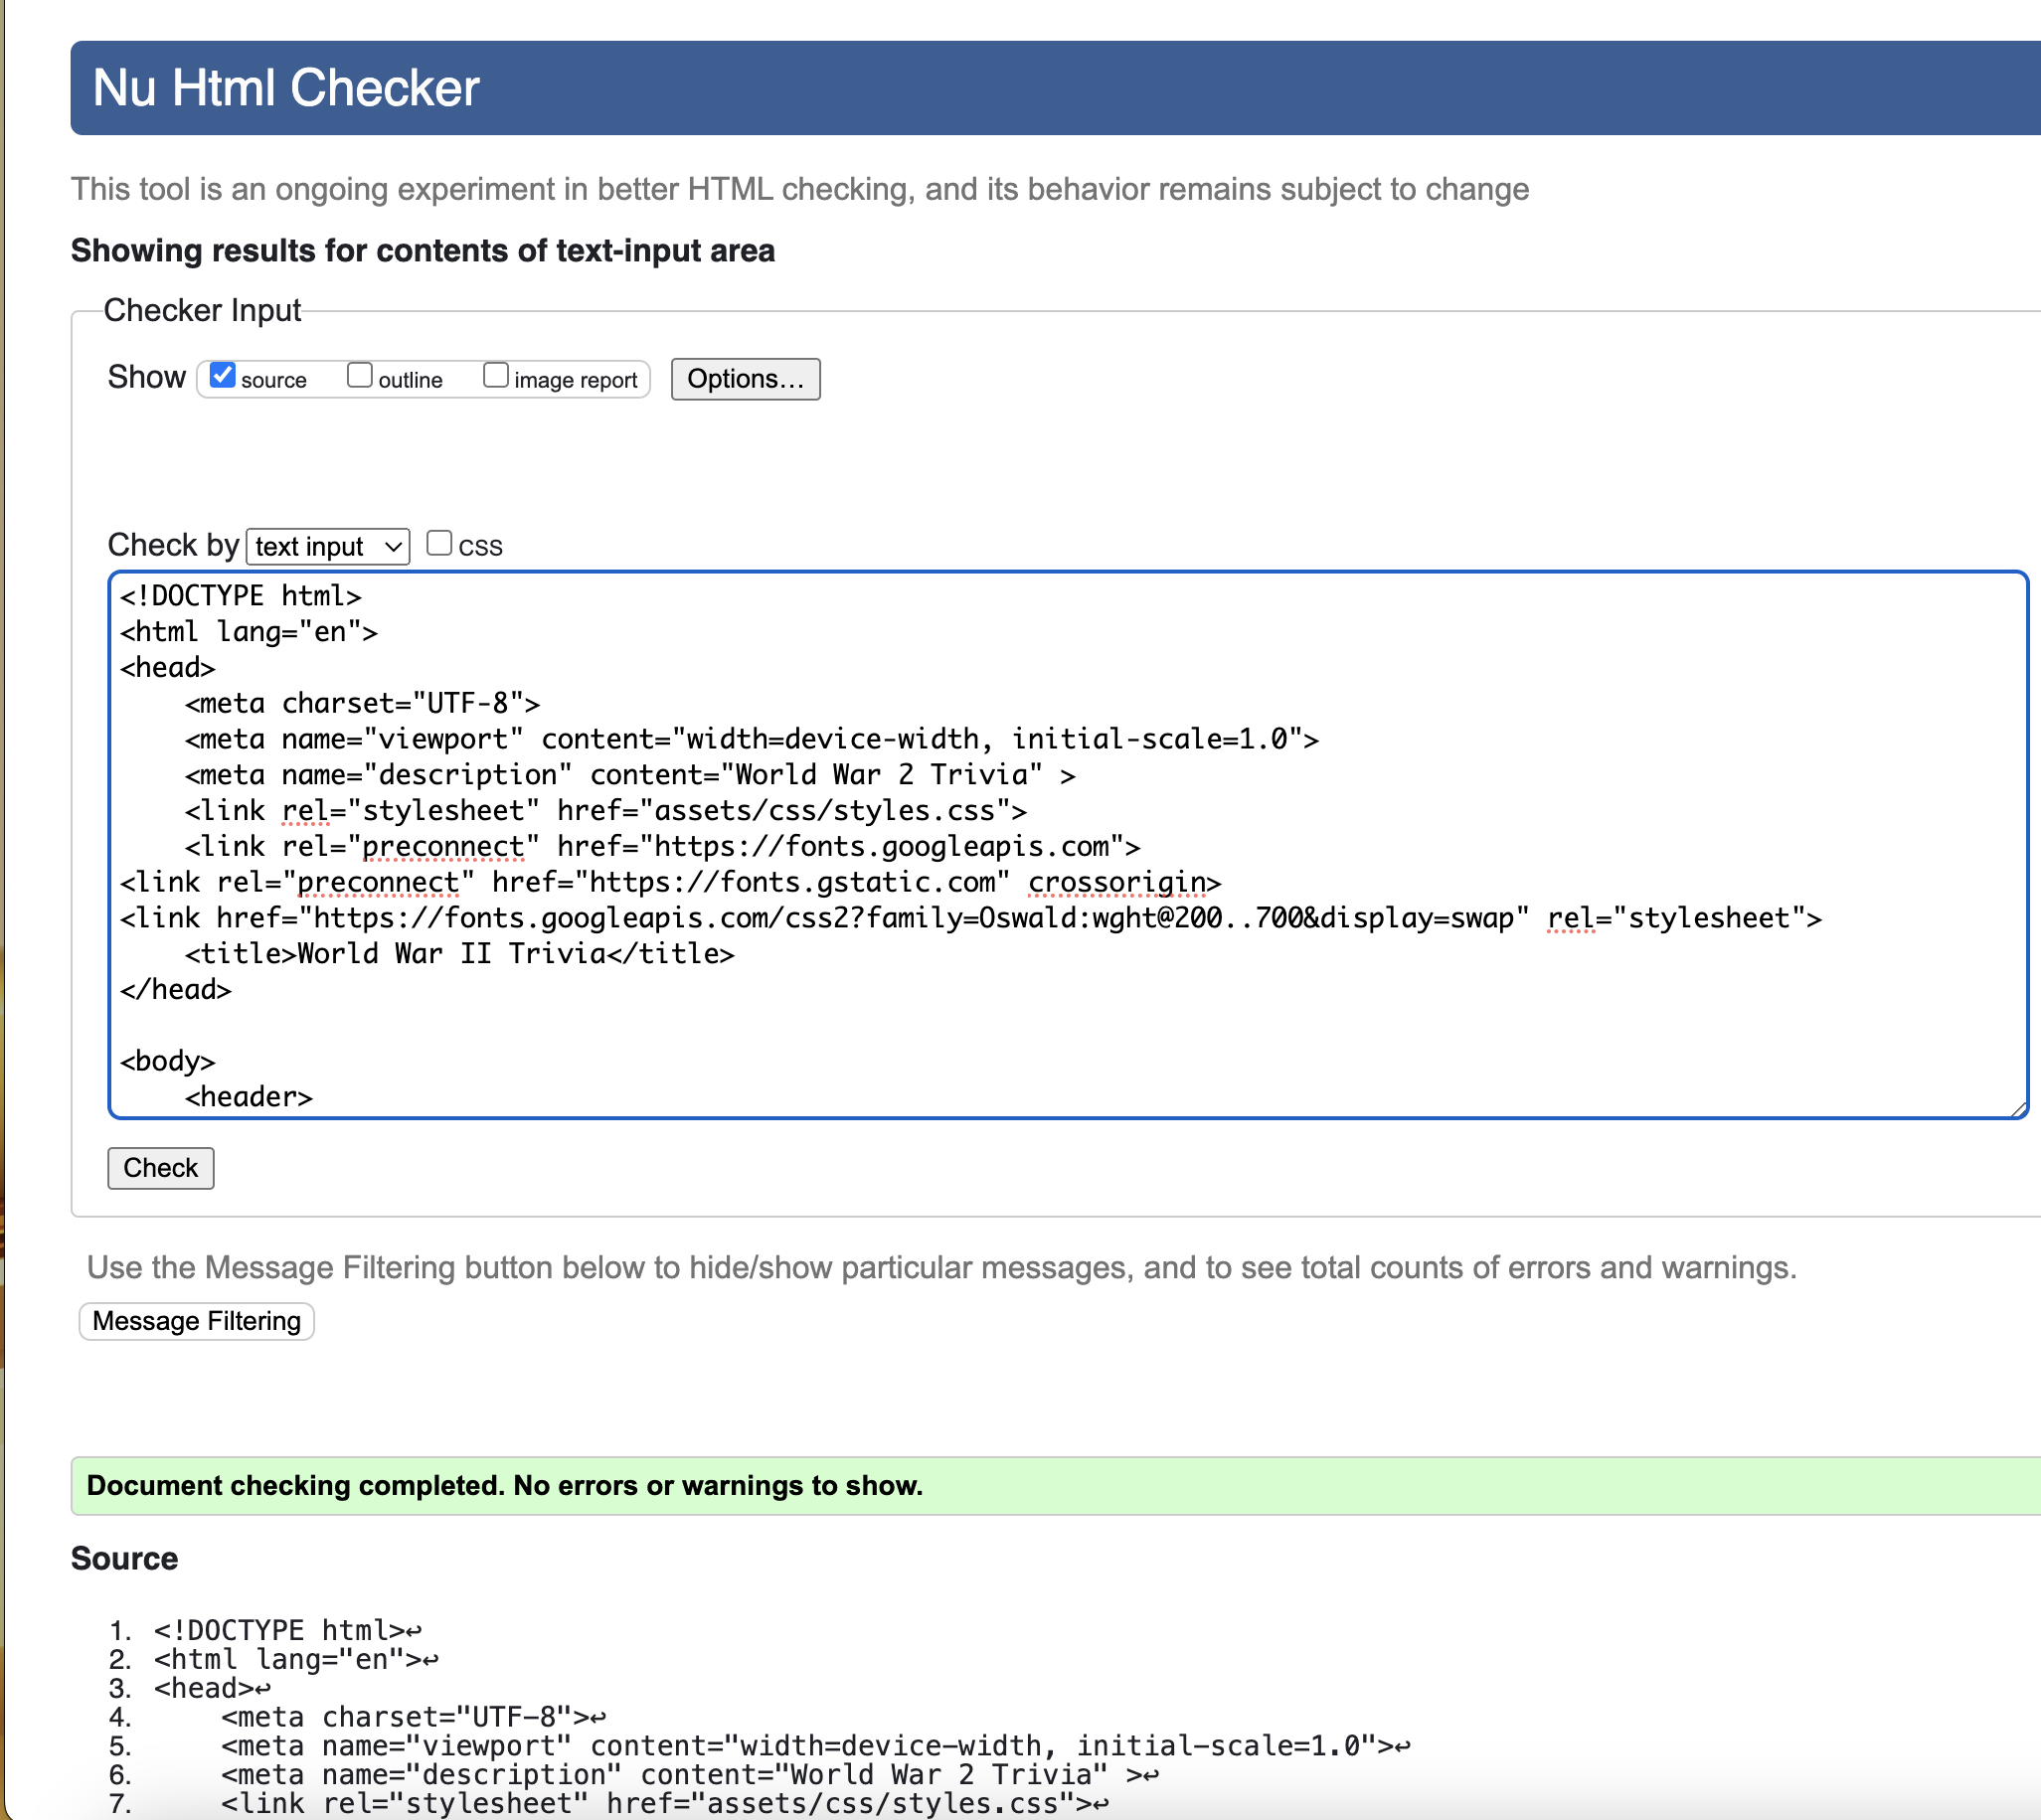 Nu Html Checker
This tool is an ongoing experiment in better HTML checking, and its behavior remains subject to change
Showing results for contents of text-input area
Checker Input
Show source outline image report Options...
Check by text input css
<!DOCTYPE html>
<html lang="en">
<head>
    <meta charset="UTF-8">
    <meta name="viewport" content="width=device-width, initial-scale=1.0">
    <meta name="description" content="World War 2 Trivia" >
    <link rel="stylesheet" href="assets/css/styles.css">
    <link rel="preconnect" href="https://fonts.googleapis.com">
<link rel="preconnect" href="https://fonts.gstatic.com" crossorigin>
<link href="https://fonts.googleapis.com/css2?family=Oswald:wght@200..700&display=swap" rel="stylesheet">
    <title>World War II Trivia</title>
</head>
<body>
    <header>
Check
Use the Message Filtering button below to hide/show particular messages, and to see total counts of errors and warnings.
Message Filtering
Document checking completed. No errors or warnings to show.
Source
1. <!DOCTYPE html>↩
2. <html lang="en">↩
3. <head>↩
4.     <meta charset="UTF-8">↩
5.     <meta name="viewport" content="width=device-width, initial-scale=1.0">↩
6.     <meta name="description" content="World War 2 Trivia" >↩
7.     <link rel="stylesheet" href="assets/css/styles.css">↩